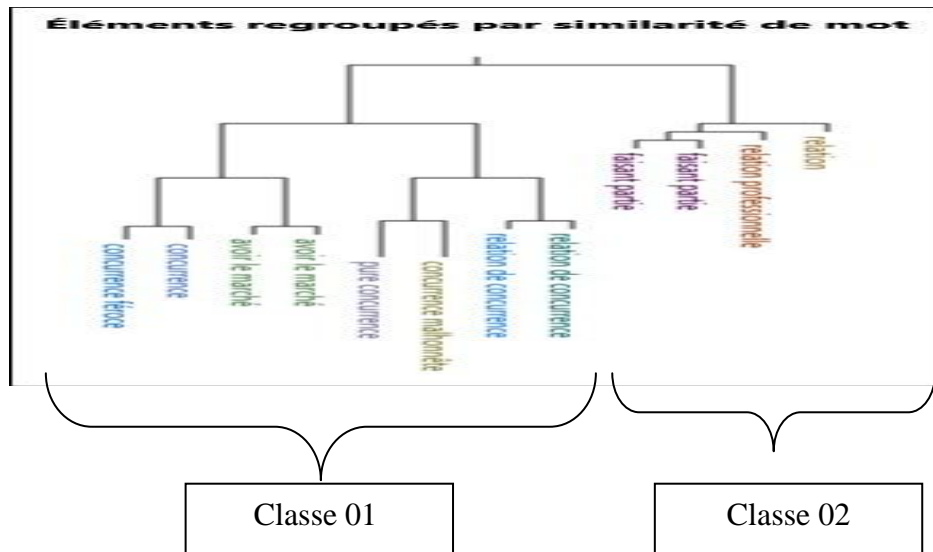 Éléments regroupés par similarité de mot
concurrence féroce
concurrence
avoir le marché
avoir le marché
pure concurrence
concurrence malhonnête
relation de concurrence
relation de concurrence
faisant partie
faisant partie
relation professionnelle
relation
Classe 01
Classe 02